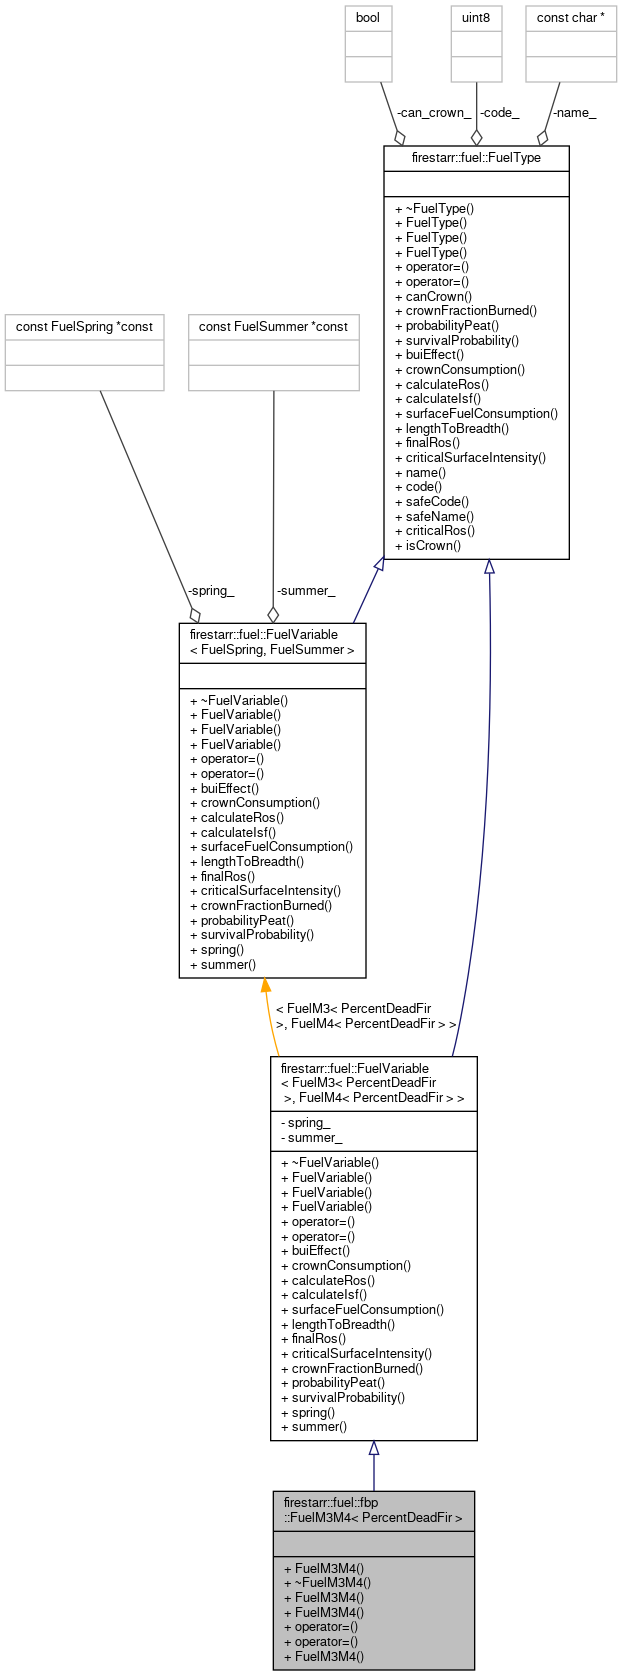 bool
uint8
const char *
-can_crown_
-code_
-name_
firestarr::fuel::FuelType
+ ~FuelType()
+ FuelType()
+ FuelType()
+ FuelType()
+ operator=()
+ operator=()
+ canCrown()
+ crownFractionBurned()
+ probabilityPeat()
+ survivalProbability()
+ buiEffect()
+ crownConsumption()
+ calculateRos()
+ calculateIsf()
+ surfaceFuelConsumption()
+ lengthToBreadth()
+ finalRos()
+ criticalSurfaceIntensity()
+ name()
+ code()
+ safeCode()
+ safeName()
+ criticalRos()
+ isCrown()
const FuelSpring *const
const FuelSummer *const
-spring_
-summer_
firestarr::fuel::FuelVariable
< FuelSpring, FuelSummer >
+ ~FuelVariable()
+ FuelVariable()
+ FuelVariable()
+ FuelVariable()
+ operator=()
+ operator=()
+ buiEffect()
+ crownConsumption()
+ calculateRos()
+ calculateIsf()
+ surfaceFuelConsumption()
+ lengthToBreadth()
+ finalRos()
+ criticalSurfaceIntensity()
+ crownFractionBurned()
+ probabilityPeat()
+ survivalProbability()
+ spring()
+ summer()
< FuelM3< PercentDeadFir
>, FuelM4< PercentDeadFir > >
firestarr::fuel::FuelVariable
< FuelM3< PercentDeadFir
>, FuelM4< PercentDeadFir > >
- spring_
- summer_
+ ~FuelVariable()
+ FuelVariable()
+ FuelVariable()
+ FuelVariable()
+ operator=()
+ operator=()
+ buiEffect()
+ crownConsumption()
+ calculateRos()
+ calculateIsf()
+ surfaceFuelConsumption()
+ lengthToBreadth()
+ finalRos()
+ criticalSurfaceIntensity()
+ crownFractionBurned()
+ probabilityPeat()
+ survivalProbability()
+ spring()
+ summer()
firestarr::fuel::fbp
::FuelM3M4< PercentDeadFir >
+ FuelM3M4()
+ ~FuelM3M4()
+ FuelM3M4()
+ FuelM3M4()
+ operator=()
+ operator=()
+ FuelM3M4()